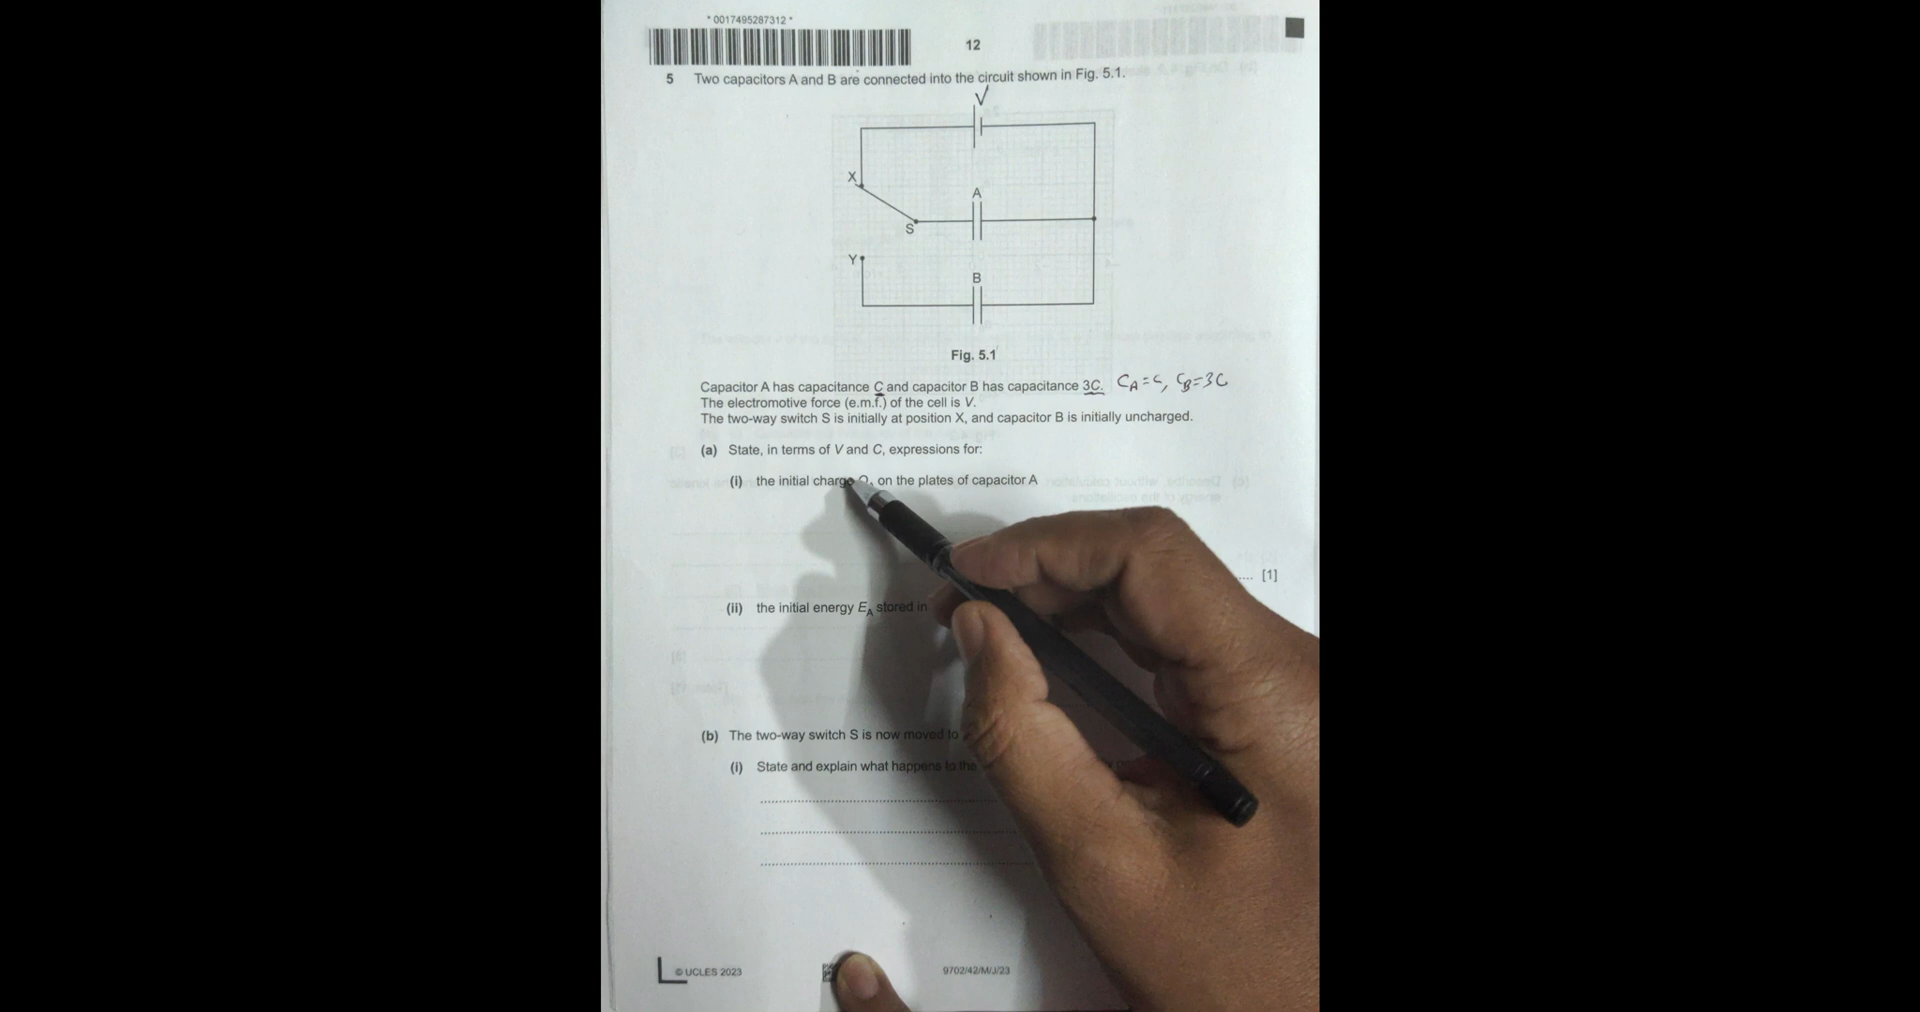 *0017495287312*
12
5 Two capacitors A and B are connected into the circuit shown in Fig. 5.1.
V
X
A
S
Y
B
Fig. 5.1
Capacitor A has capacitance C and capacitor B has capacitance 3C. CA = C, CB = 3C
The electromotive force (e.m.f.) of the cell is V.
The two-way switch S is initially at position X, and capacitor B is initially uncharged.
(a) State, in terms of V and C, expressions for:
(i) the initial charge on the plates of capacitor A
.... [1]
(ii) the initial energy EA stored in
(b) The two-way switch S is now moved to
(i) State and explain what happens to the
© UCLES 2023
9702/42/M/J/23